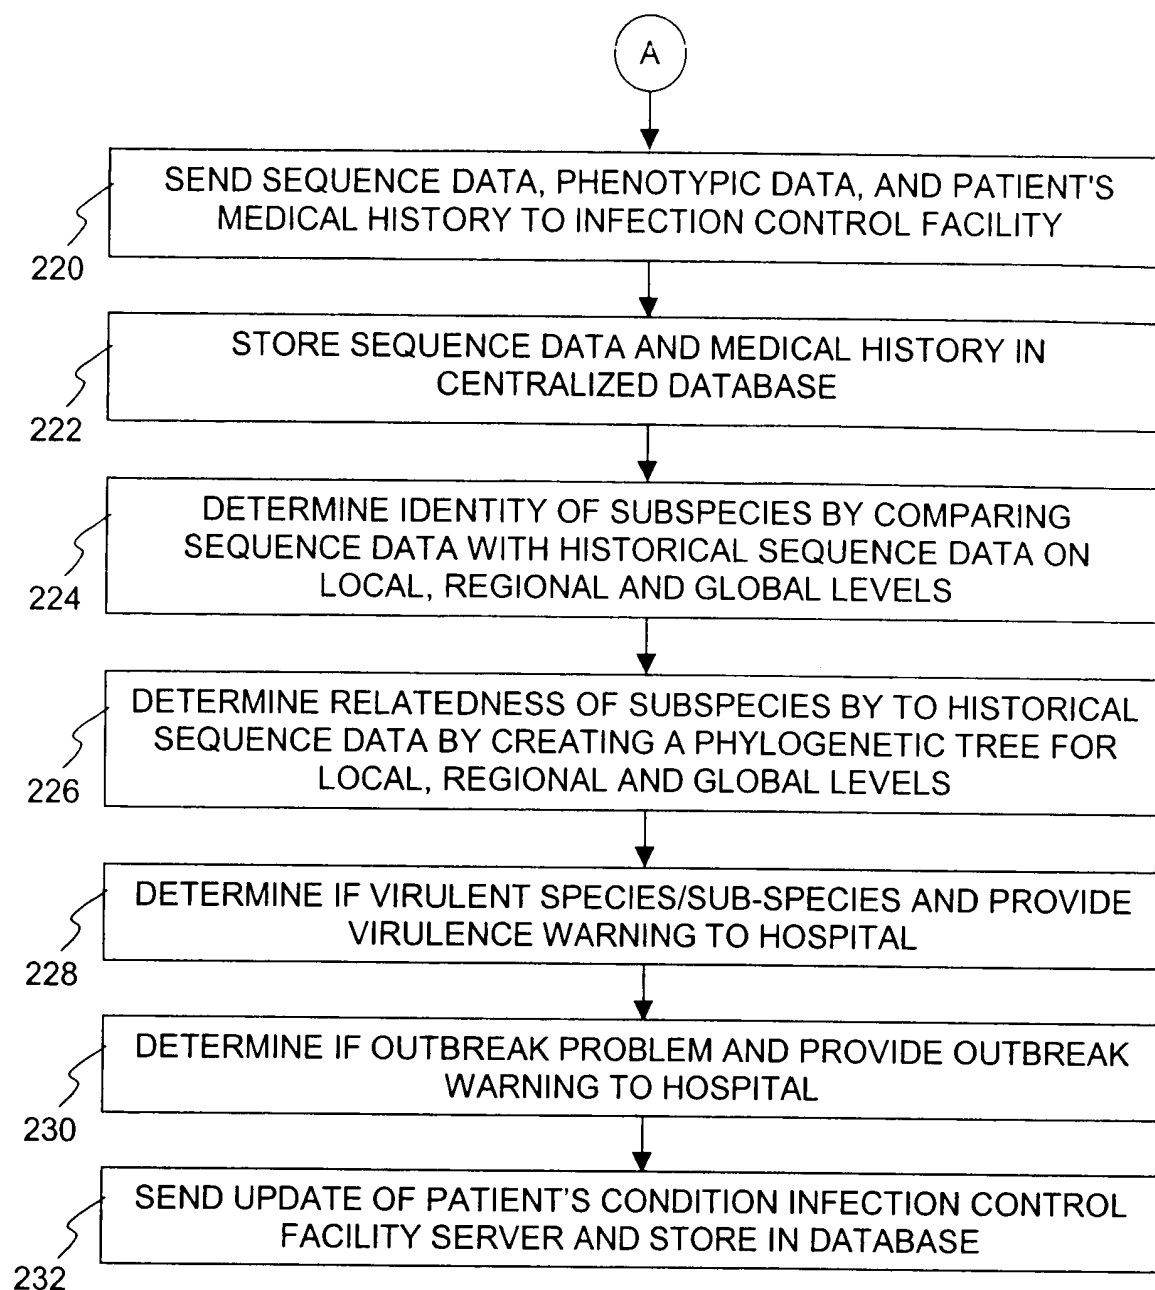 A
SEND SEQUENCE DATA, PHENOTYPIC DATA, AND PATIENT'S
MEDICAL HISTORY TO INFECTION CONTROL FACILITY
220
STORE SEQUENCE DATA AND MEDICAL HISTORY IN
CENTRALIZED DATABASE
222
DETERMINE IDENTITY OF SUBSPECIES BY COMPARING
SEQUENCE DATA WITH HISTORICAL SEQUENCE DATA ON
LOCAL, REGIONAL AND GLOBAL LEVELS
224
DETERMINE RELATEDNESS OF SUBSPECIES BY TO HISTORICAL
SEQUENCE DATA BY CREATING A PHYLOGENETIC TREE FOR
LOCAL, REGIONAL AND GLOBAL LEVELS
226
DETERMINE IF VIRULENT SPECIES/SUB-SPECIES AND PROVIDE
VIRULENCE WARNING TO HOSPITAL
228
DETERMINE IF OUTBREAK PROBLEM AND PROVIDE OUTBREAK
WARNING TO HOSPITAL
230
SEND UPDATE OF PATIENT'S CONDITION INFECTION CONTROL
FACILITY SERVER AND STORE IN DATABASE
232